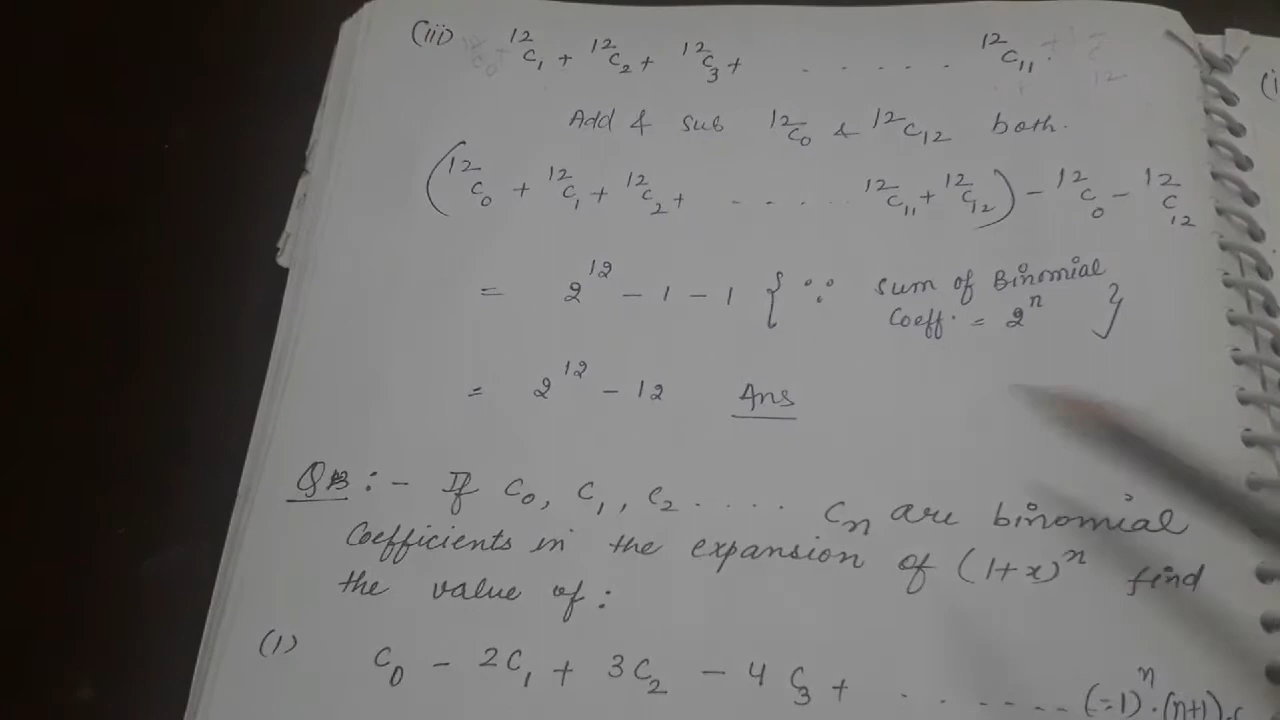 (iii) ¹²C₁ + ¹²C₂ + ¹²C₃ + . . . . . . ¹²C₁₁.
Add & sub ¹²C₀ & ¹²C₁₂ both.
(¹²C₀ + ¹²C₁ + ¹²C₂ + . . . . . ¹²C₁₁ + ¹²C₁₂) - ¹²C₀ - ¹²C₁₂
= 2¹² - 1 - 1 { ∵ Sum of Binomial
Coeff. = 2ⁿ }
= 2¹² - 12 Ans
:- If C₀, C₁, C₂ . . . . . Cₙ are binomial
Coefficients in the expansion of (1+x)ⁿ find
the value of :
(1) C₀ - 2C₁ + 3C₂ - 4C₃ + . . . . . . . (-1)ⁿ.(n+1).C